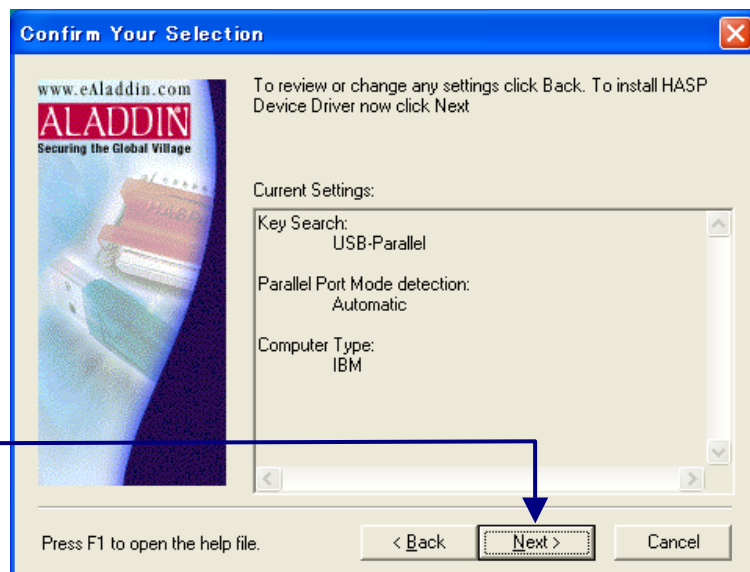 Confirm Your Selection
www.eAladdin.com
ALADDIN
Securing the Global Village
HASP
To review or change any settings click Back. To install HASP
Device Driver now click Next
Current Settings:
Key Search:
USB-Parallel
Parallel Port Mode detection:
Automatic
Computer Type:
IBM
Press F1 to open the help file.
< Back
Next >
Cancel